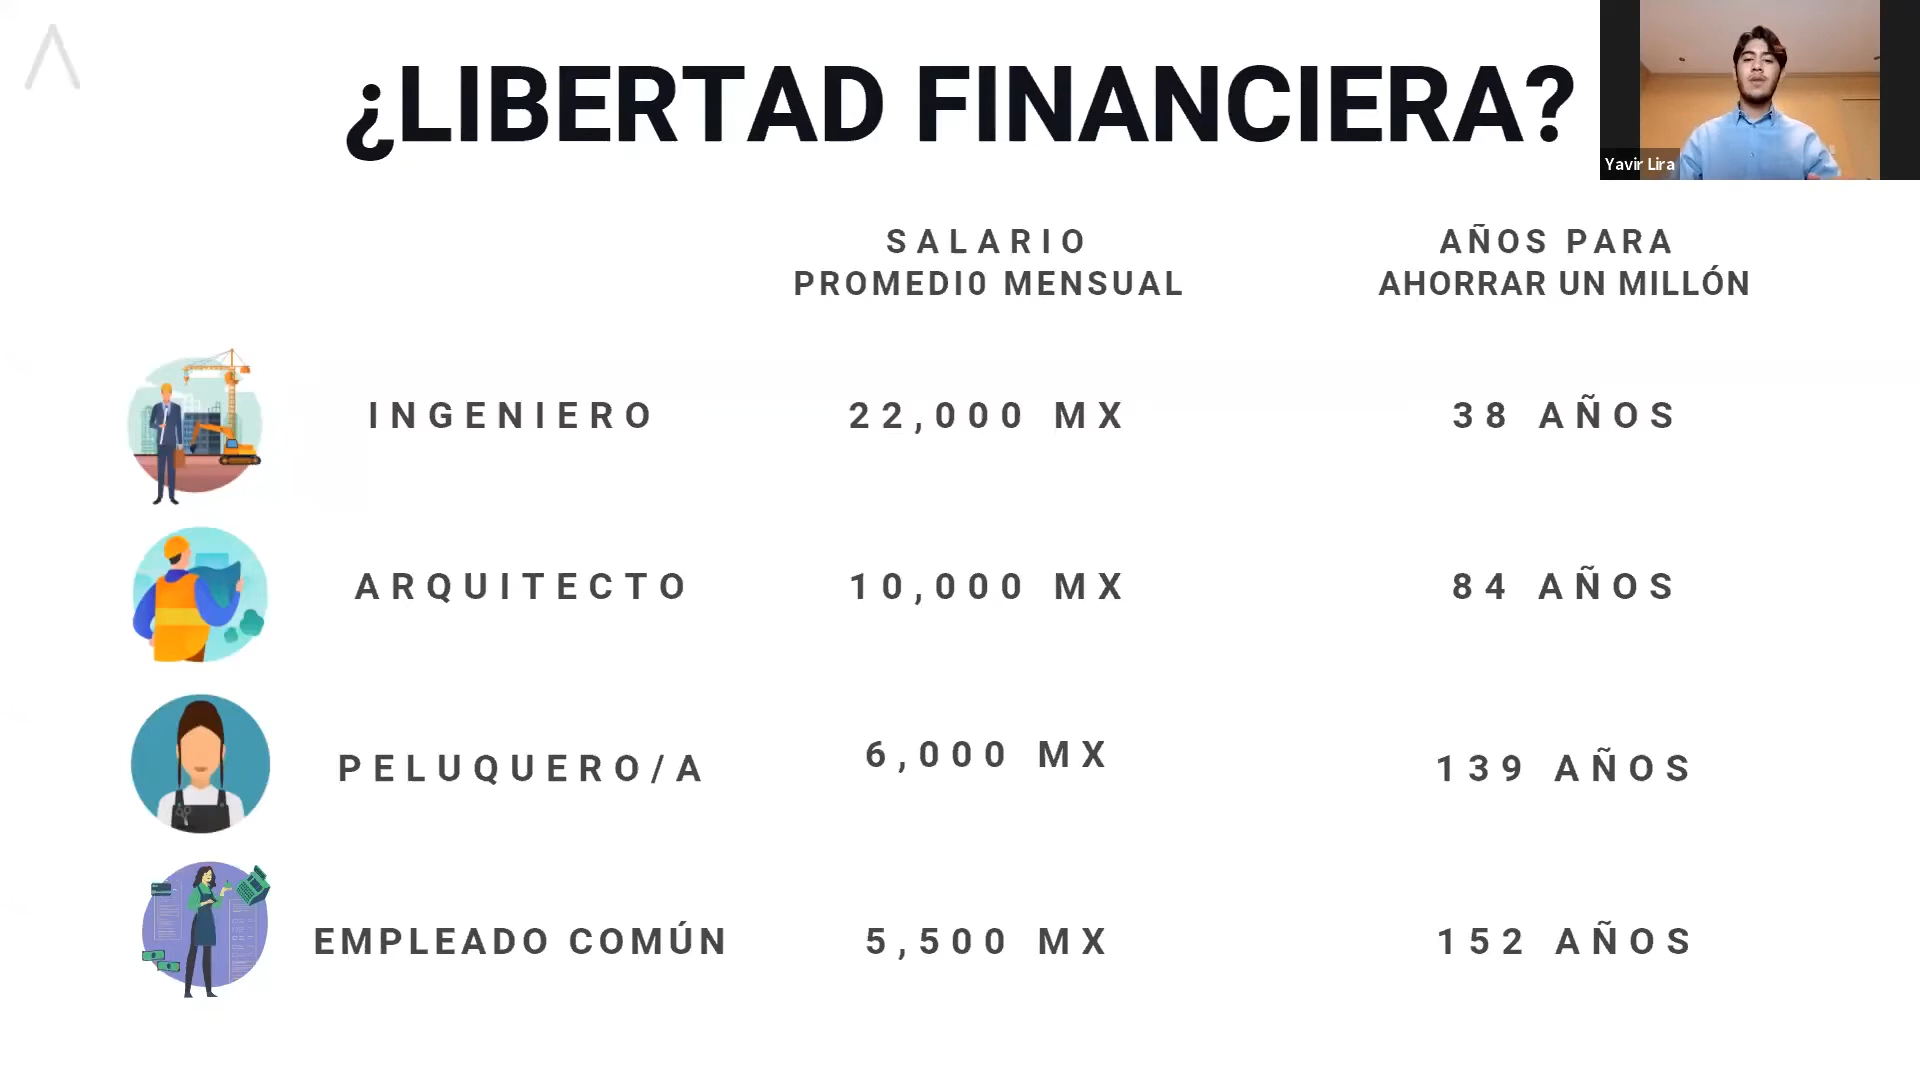 ¿LIBERTAD FINANCIERA?
Yavir Lira
SALARIO
PROMEDI0 MENSUAL
AÑOS PARA
AHORRAR UN MILLÓN
INGENIERO 22,000 MX 38 AÑOS
ARQUITECTO 10,000 MX 84 AÑOS
PELUQUERO/A 6,000 MX 139 AÑOS
EMPLEADO COMÚN 5,500 MX 152 AÑOS